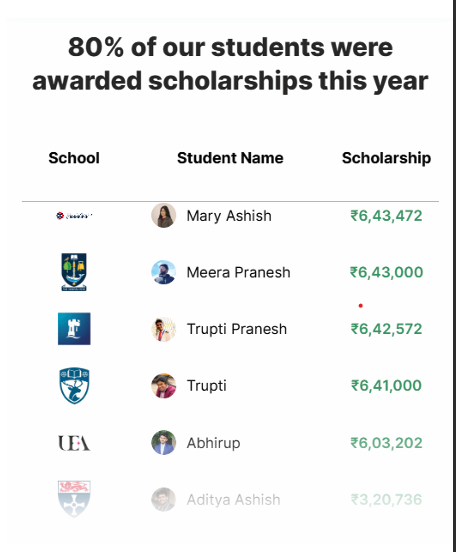 80% of our students were
awarded scholarships this year
School Student Name Scholarship
Mary Ashish ₹6,43,472
Meera Pranesh ₹6,43,000
Trupti Pranesh ₹6,42,572
Trupti ₹6,41,000
UEA Abhirup ₹6,03,202
Aditya Ashish ₹3,20,736